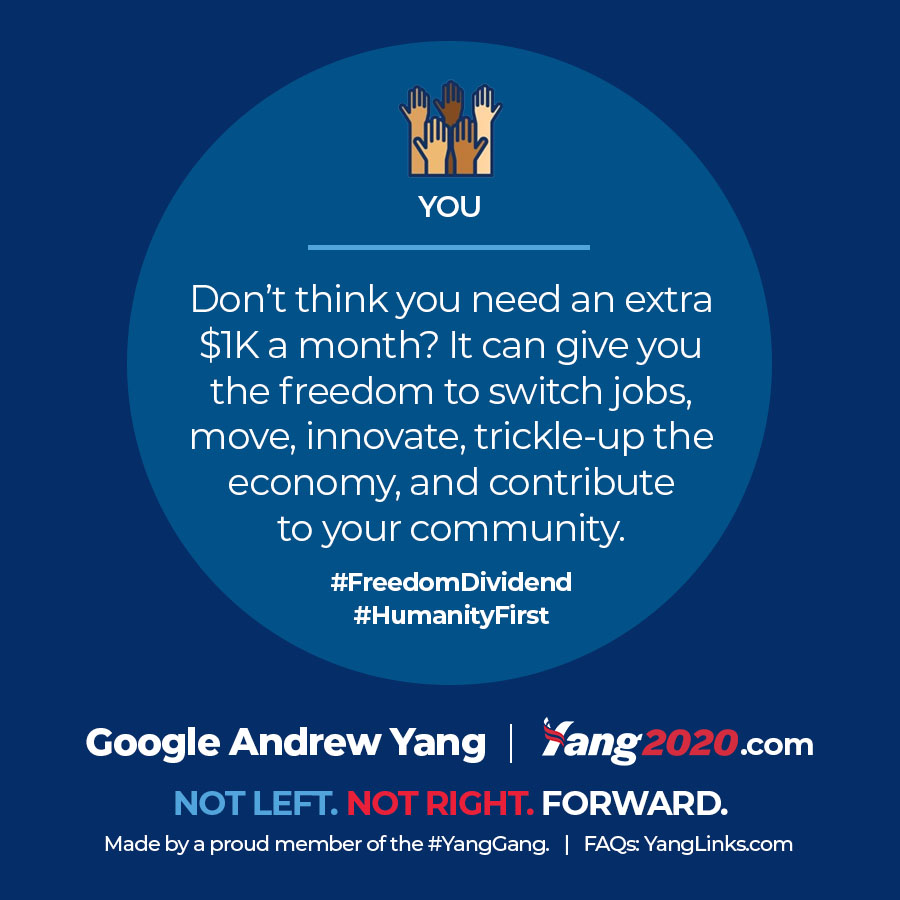 YOU
Don’t think you need an extra
$1K a month? It can give you
the freedom to switch jobs,
move, innovate, trickle-up the
economy, and contribute
to your community.
#FreedomDividend
#HumanityFirst
Google Andrew Yang | Yang2020.com
NOT LEFT. NOT RIGHT. FORWARD.
Made by a proud member of the #YangGang. | FAQs: YangLinks.com